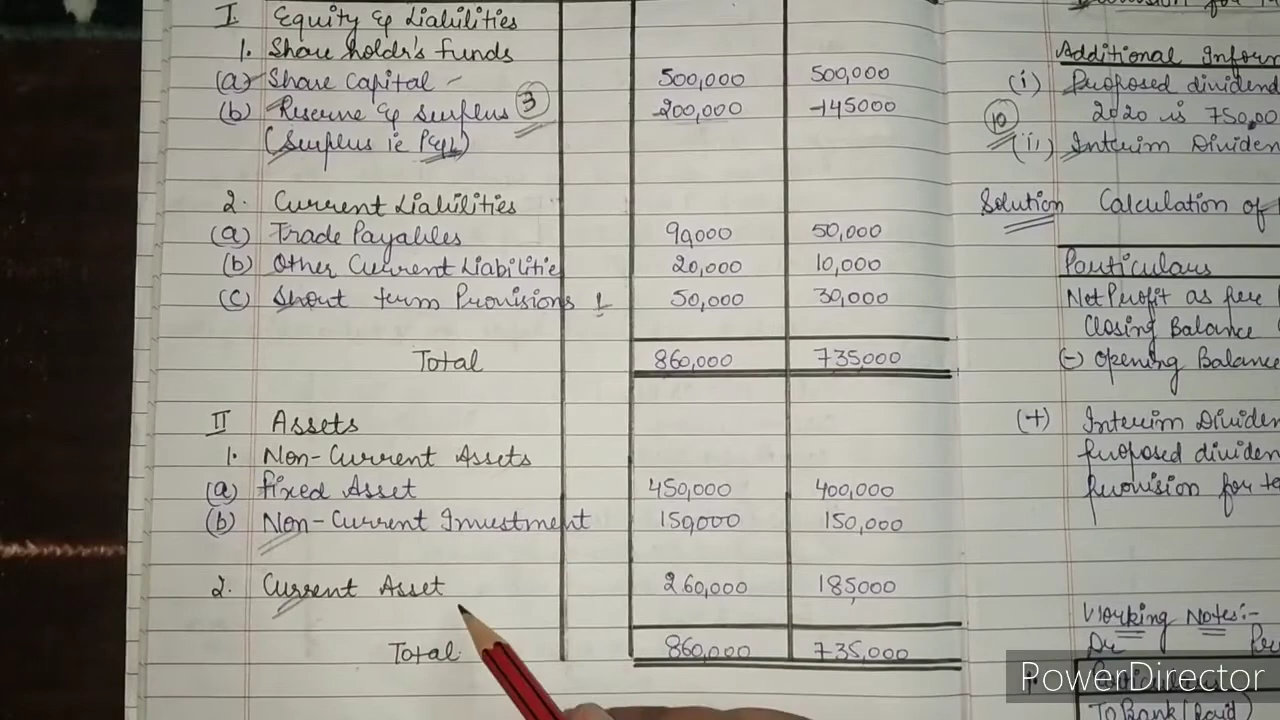 I. Equity & Liabilities
1. Share holder's funds
(a) Share Capital 500,000 500,000
(b) Reserve & Surplus 3 200,000 145000
(Surplus ie P&L)
2. Current Liabilities
(a) Trade Payables 90,000 50,000
(b) Other Current Liabilitie 20,000 10,000
(c) Short term Provisions 1 50,000 30,000
Total 860,000 735000
II Assets
1. Non-Current Assets
(a) fixed Asset 450,000 400,000
(b) Non-Current Investment 150,000 150,000
2. Current Asset 260,000 185000
Total 860,000 735,000
Additional Inform
(i) Proposed dividend
2020 is 750,00
10
(ii) Interim Dividen
Solution Calculation of
Particulars
Net Profit as per
Closing Balance
(-) Opening Balance
(+) Interim Dividen
Proposed dividen
provision for ta
Working Notes:-
Dr
To Bank (Paid)
PowerDirector